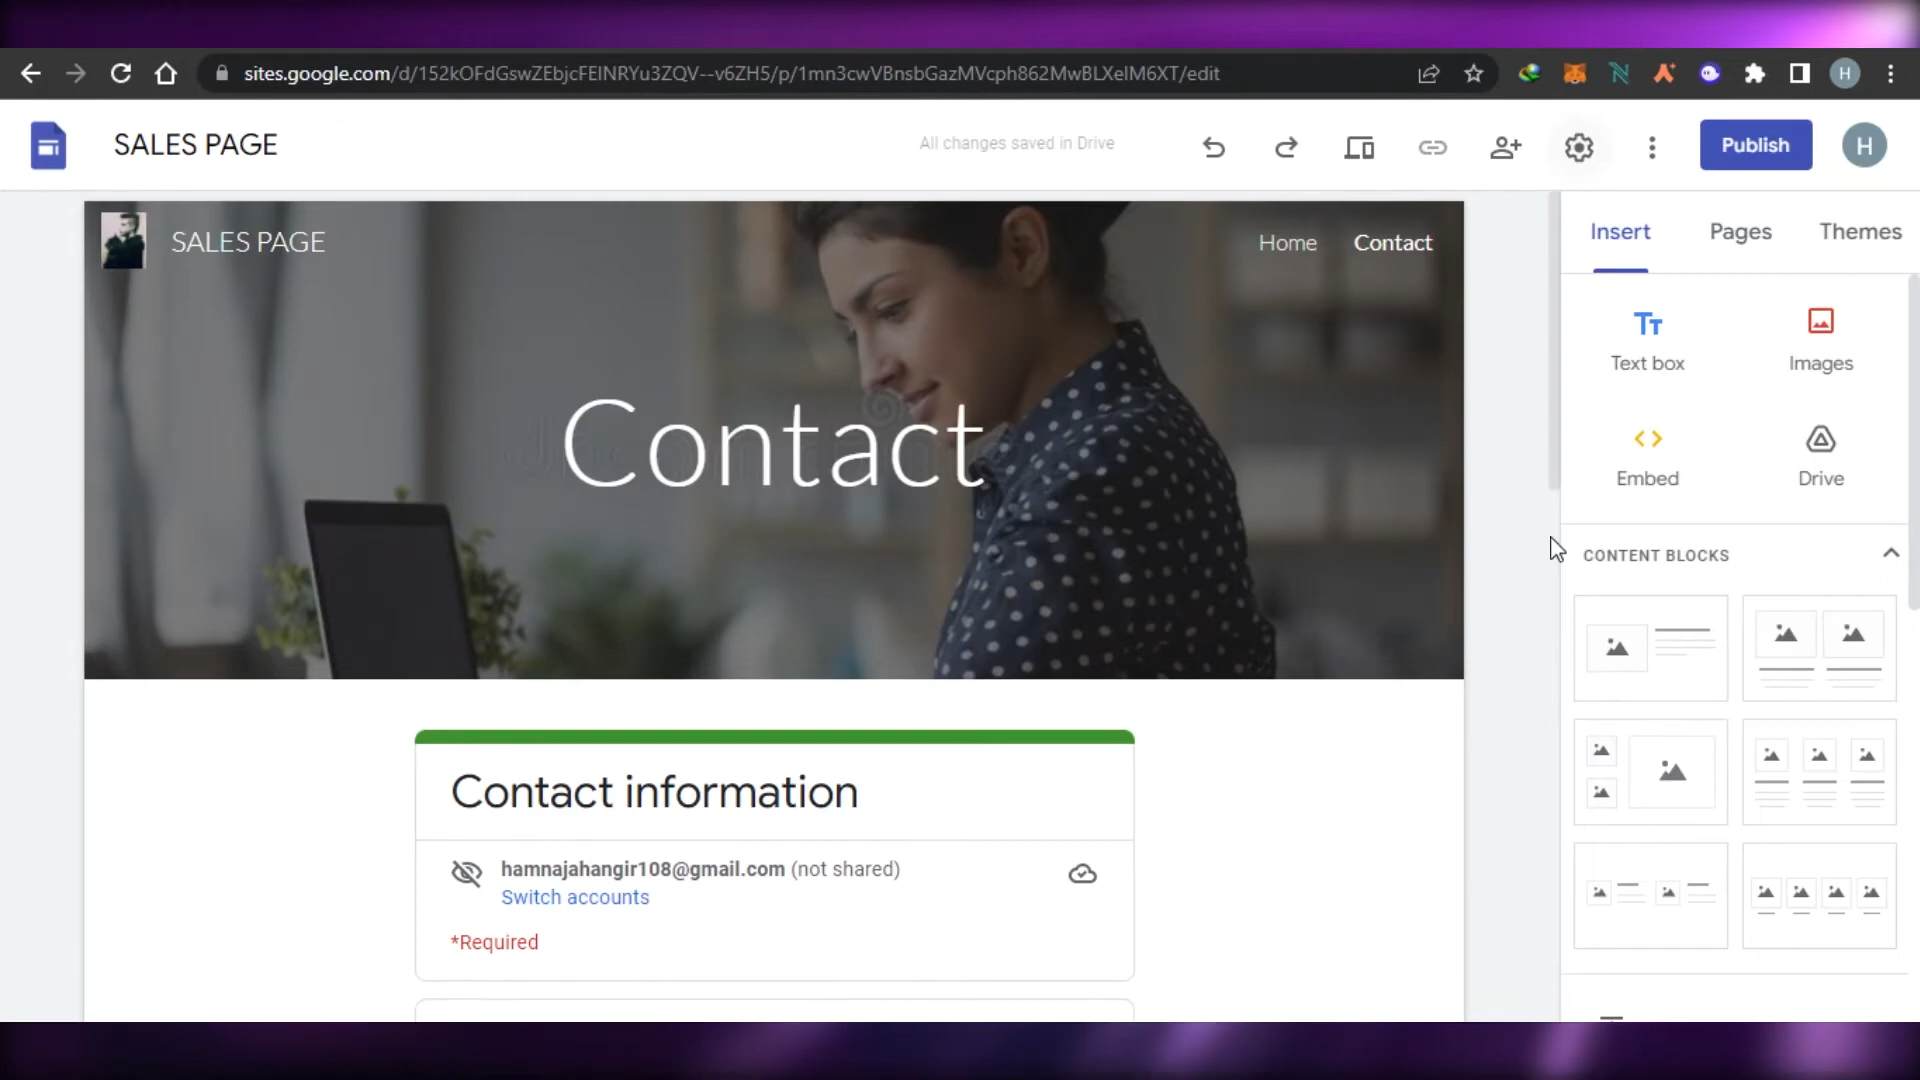 sites.google.com/d/152kOFdGswZEbjcFElNRYu3ZQV--v6ZH5/p/1mn3cwVBnsbGazMVcph862MwBLXelM6XT/edit
H
SALES PAGE
All changes saved in Drive
Publish
H
SALES PAGE
Home
Contact
Contact
Insert
Pages
Themes
Text box
Images
Embed
Drive
CONTENT BLOCKS
Contact information
hamnajahangir108@gmail.com (not shared)
Switch accounts
*Required